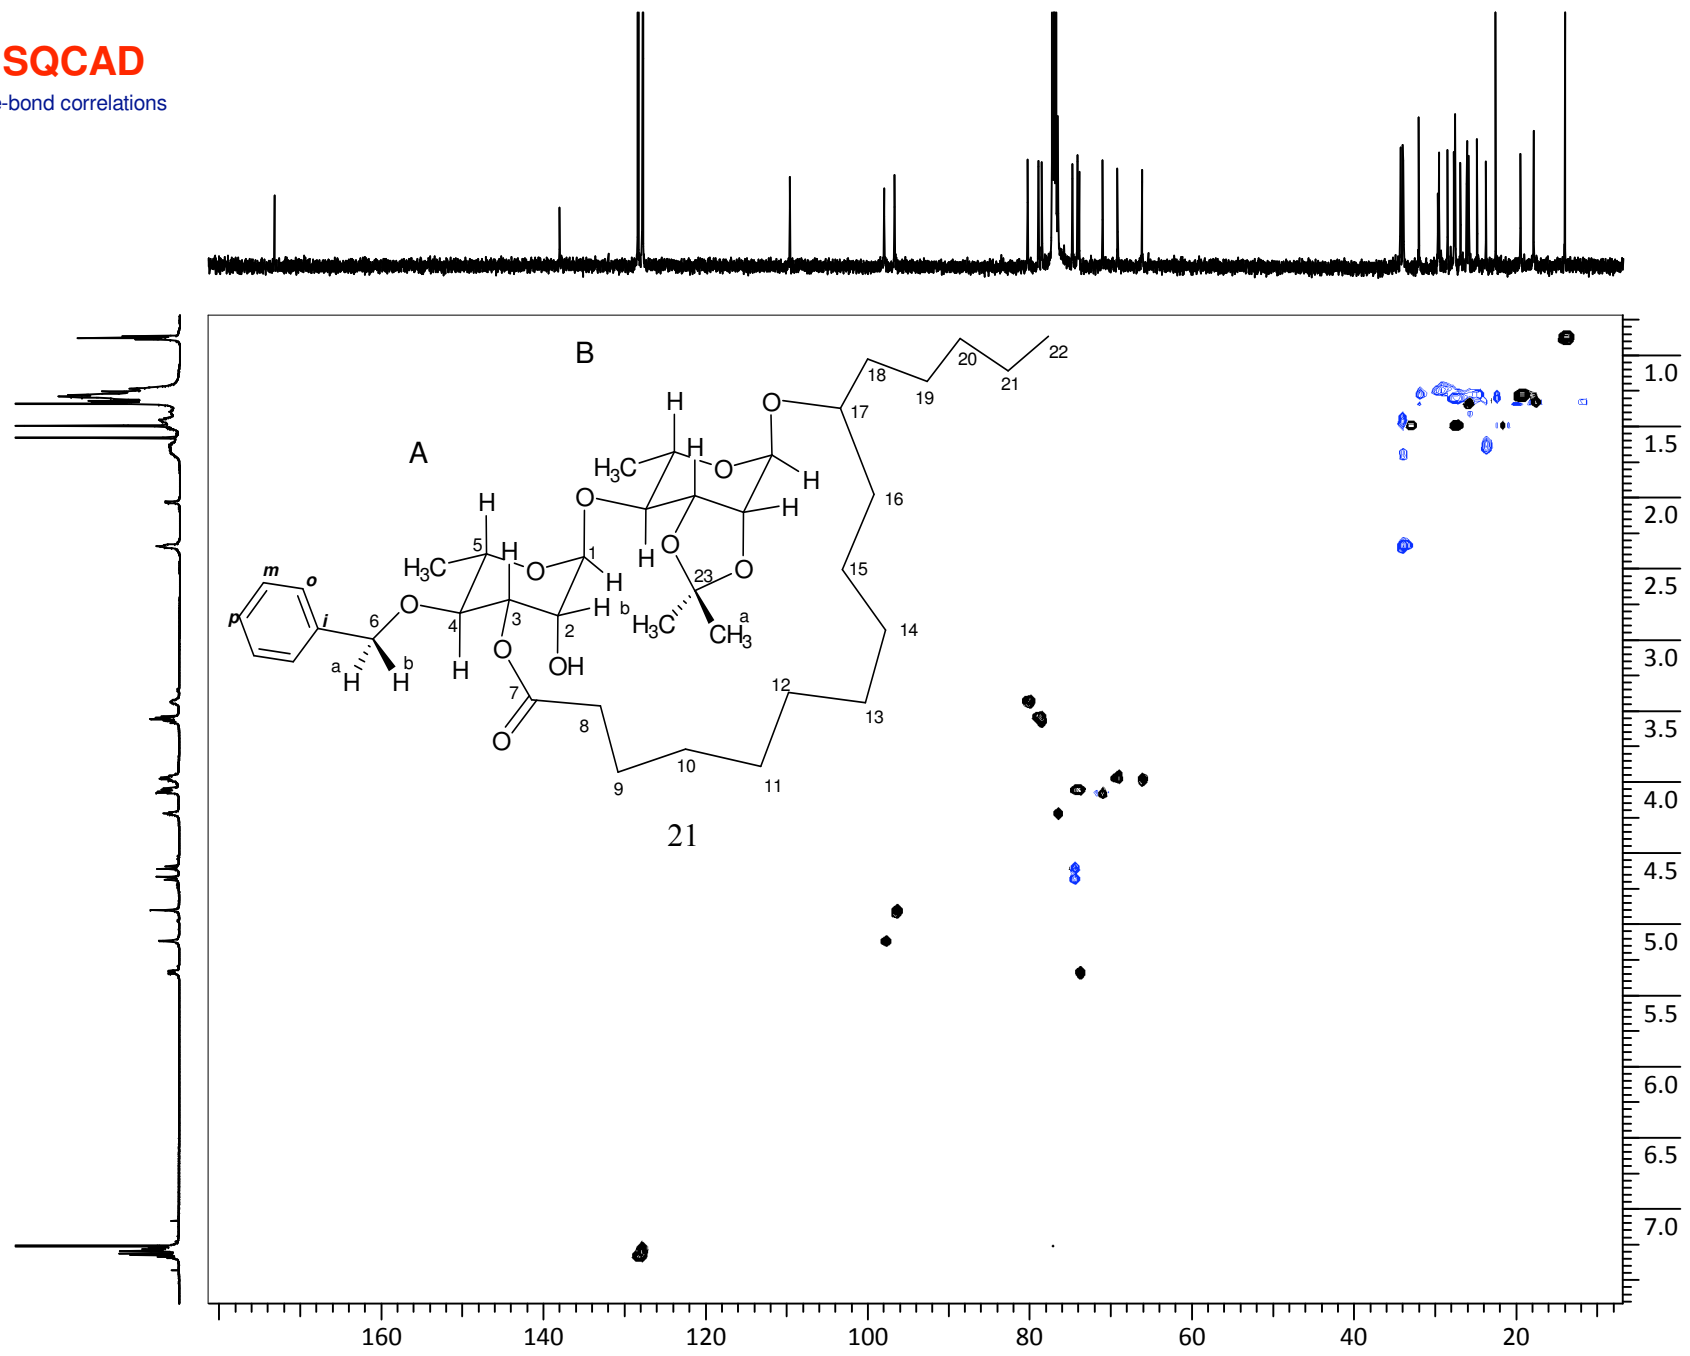 SQCAD
-bond correlations
B
A
H
O
17
18
19
20
21
22
H3C
O
H
H
H
O
16
H
O
H
5
H
O
1
H
H3C
O
H
O
23
O
15
m
o
p
i
6
O
4
3
2
H
b
H3C
a
CH3
14
a
b
H
H
H
O
OH
7
O
8
9
10
11
12
13
21
1.0
1.5
2.0
2.5
3.0
3.5
4.0
4.5
5.0
5.5
6.0
6.5
7.0
160 140 120 100 80 60 40 20